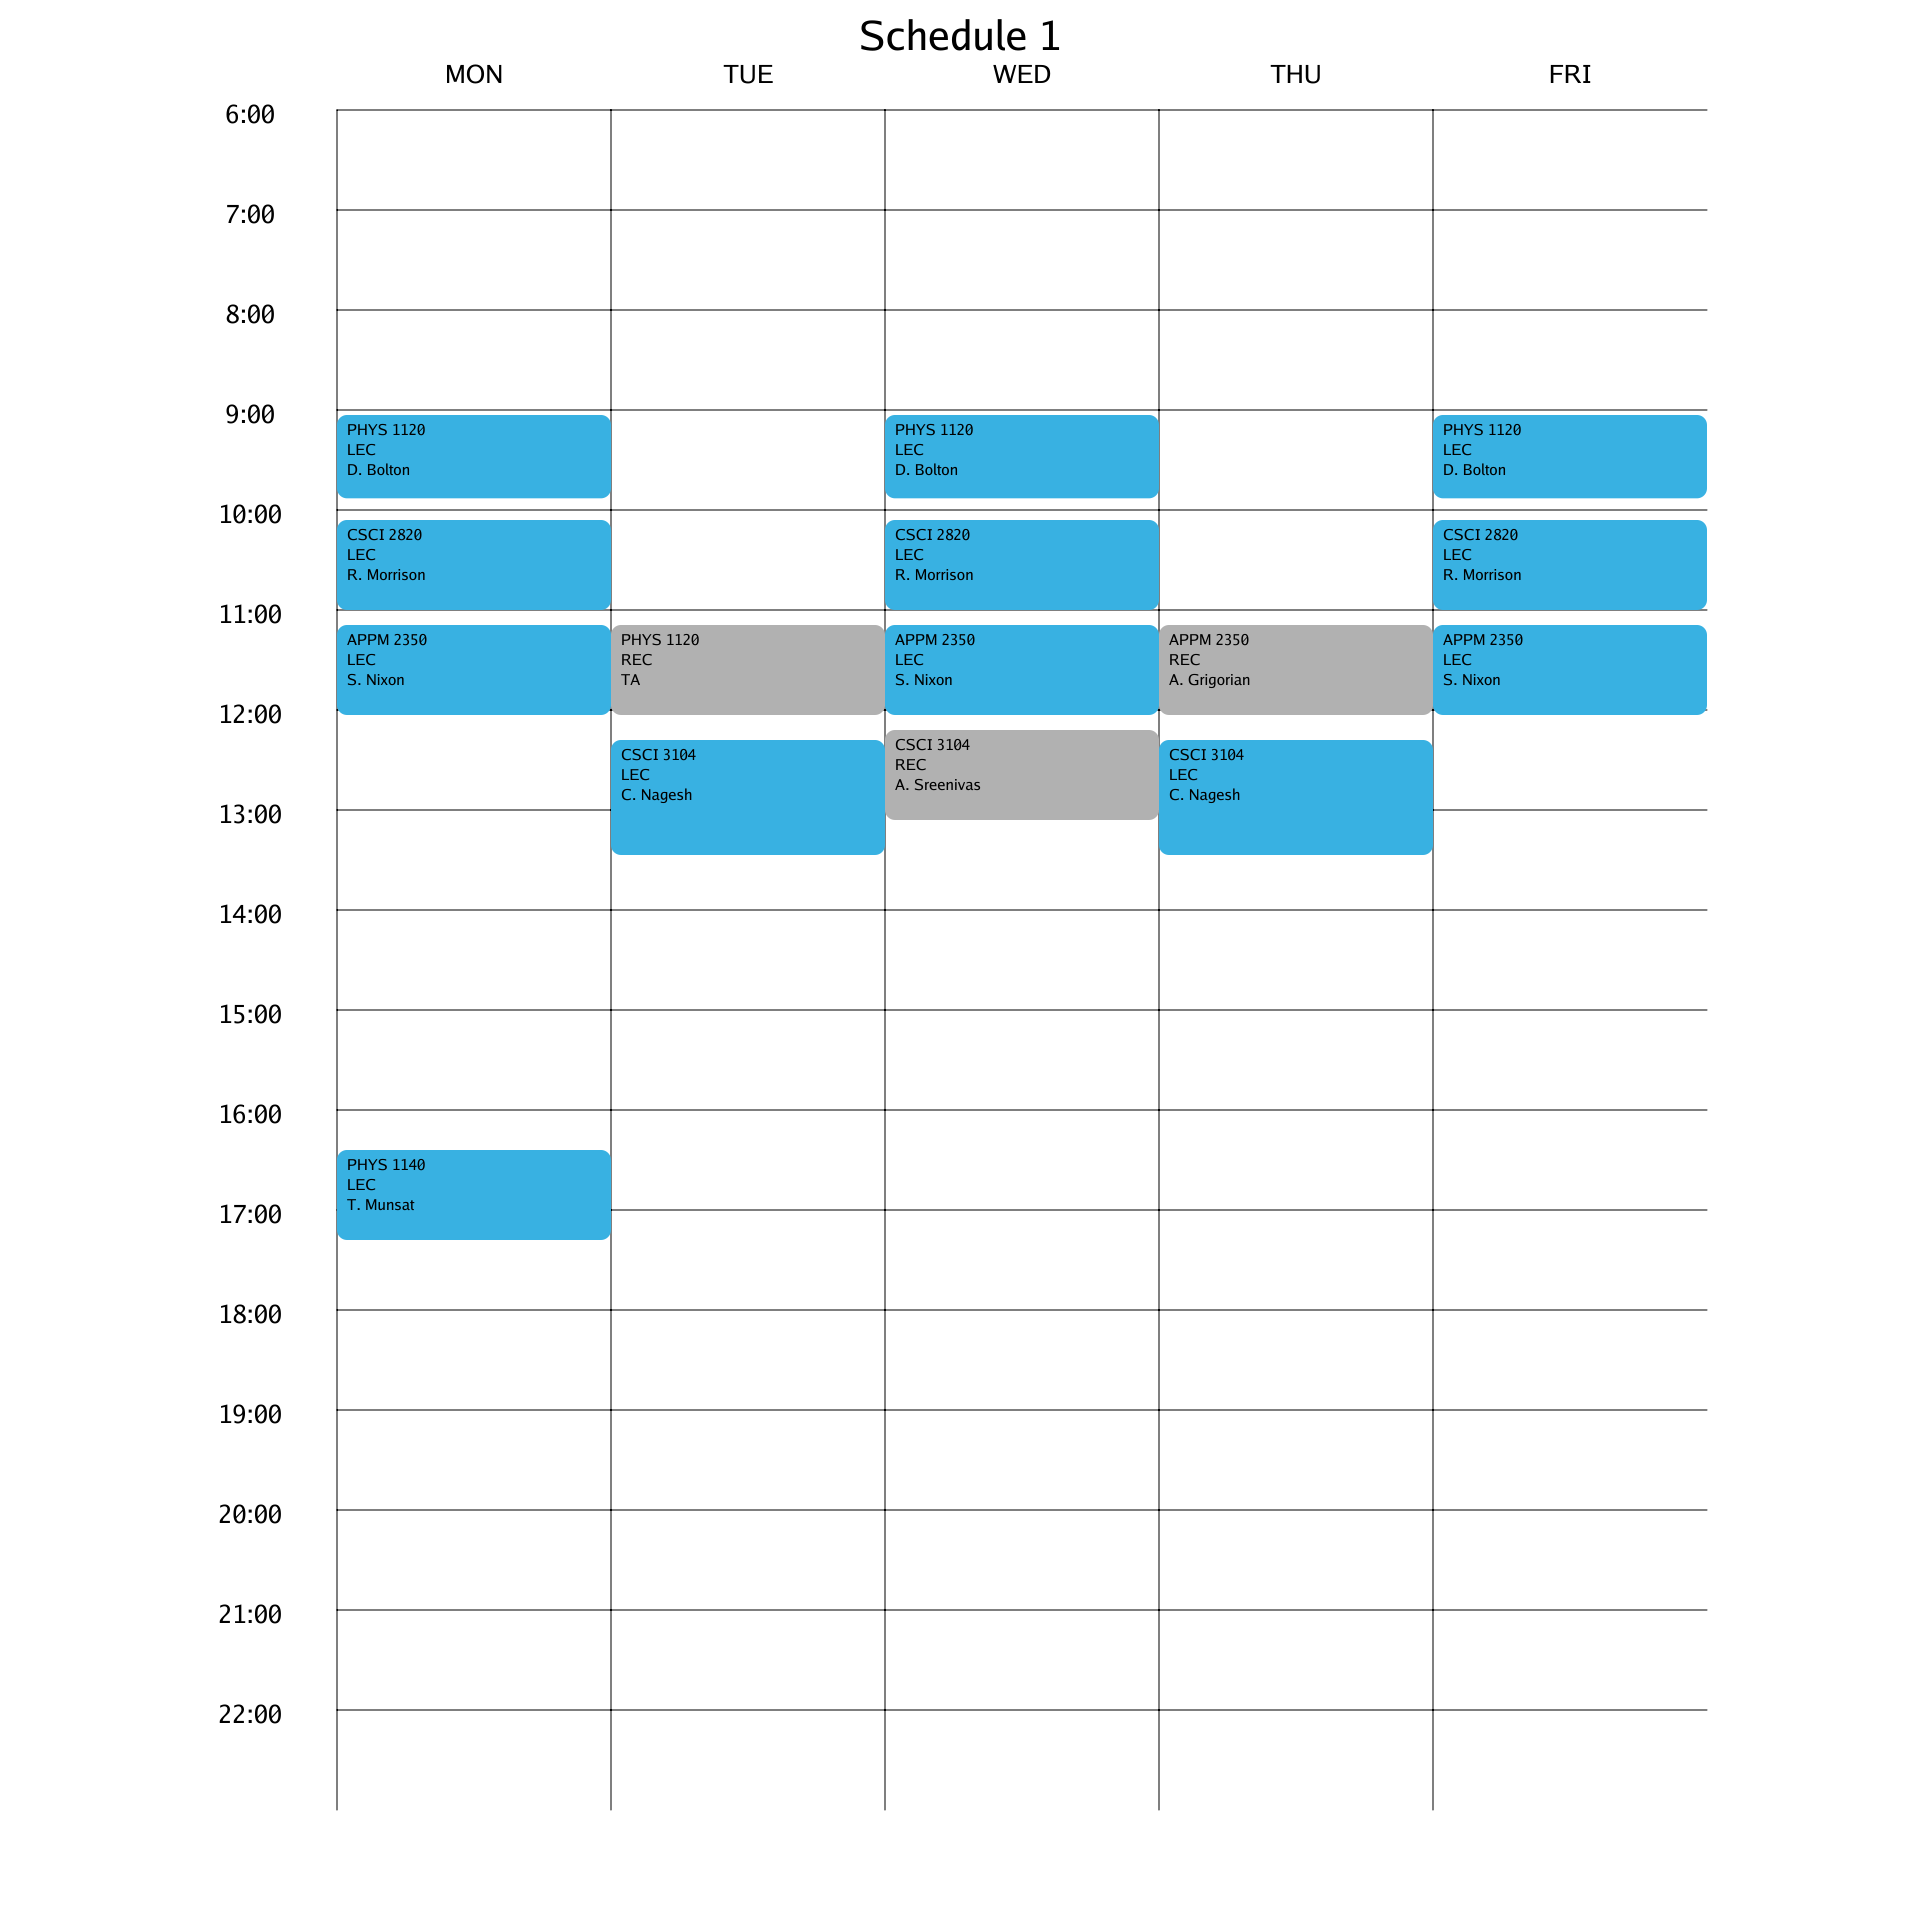 Schedule 1
MON TUE WED THU FRI
6:00
7:00
8:00
9:00
PHYS 1120 PHYS 1120 PHYS 1120
LEC LEC LEC
D. Bolton D. Bolton D. Bolton
10:00
CSCI 2820 CSCI 2820 CSCI 2820
LEC LEC LEC
R. Morrison R. Morrison R. Morrison
11:00
APPM 2350 PHYS 1120 APPM 2350 APPM 2350 APPM 2350
LEC REC LEC REC LEC
S. Nixon TA S. Nixon A. Grigorian S. Nixon
12:00
CSCI 3104
REC
A. Sreenivas
CSCI 3104 CSCI 3104
LEC LEC
C. Nagesh C. Nagesh
13:00
14:00
15:00
16:00
PHYS 1140
LEC
T. Munsat
17:00
18:00
19:00
20:00
21:00
22:00